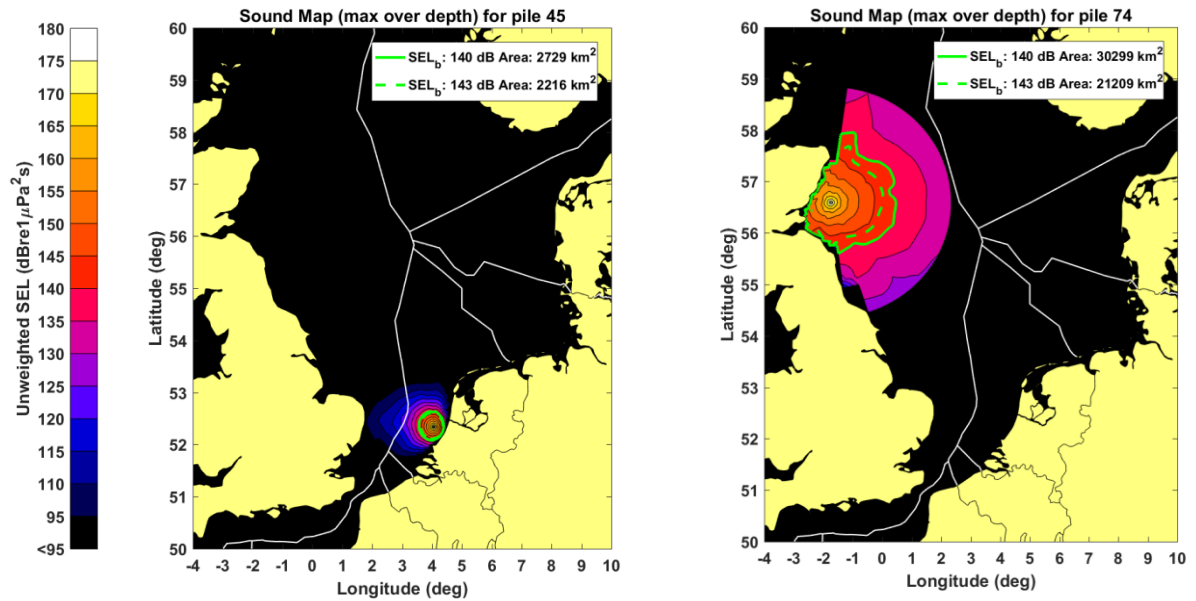 Sound Map (max over depth) for pile 45
SEL_b: 140 dB Area: 2729 km²
SEL_b: 143 dB Area: 2216 km²
Unweighted SEL (dBre1μPa²s)
180
170
165
160
155
150
145
140
135
130
125
120
115
110
95
<95
Latitude (deg)
60
59
58
57
56
55
54
53
52
51
50
-4 -3 -2 -1 0 1 2 3 4 5 6 7 8 9 10
Longitude (deg)
Sound Map (max over depth) for pile 74
SEL_b: 140 dB Area: 30299 km²
SEL_b: 143 dB Area: 21209 km²
Latitude (deg)
60
59
58
57
56
55
54
53
52
51
50
-4 -3 -2 -1 0 1 2 3 4 5 6 7 8 9 10
Longitude (deg)